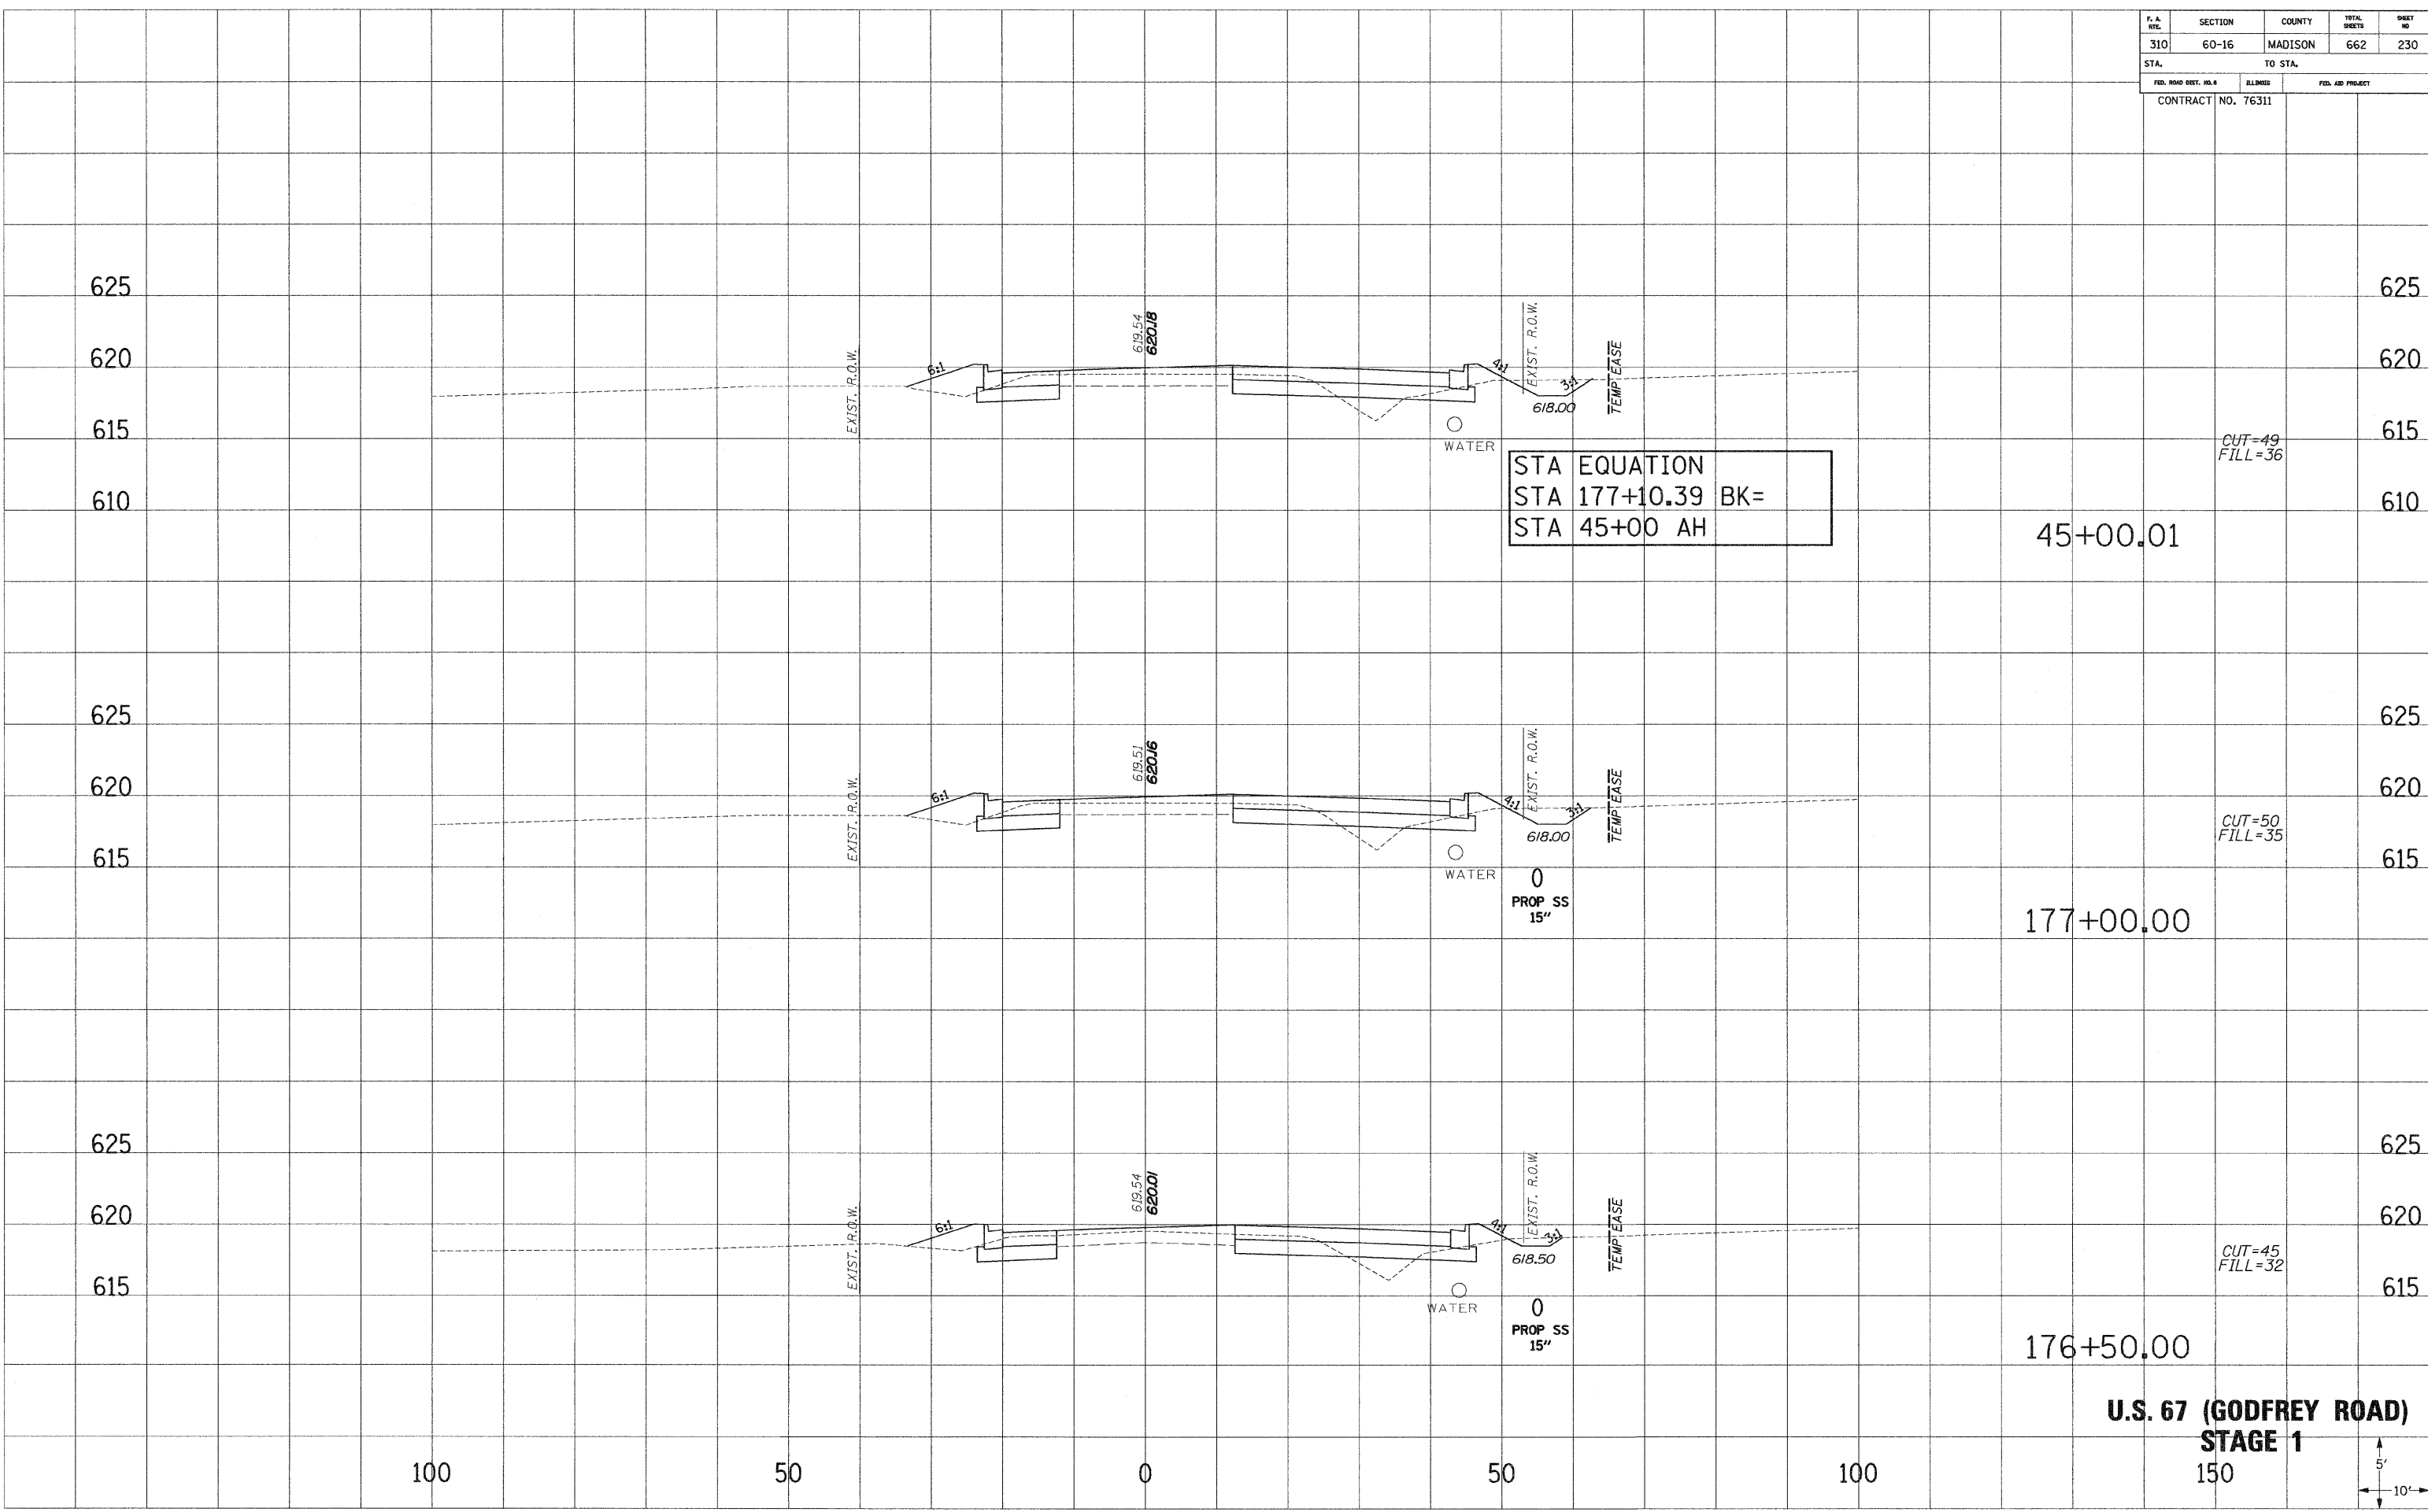 F. A. RTE. SECTION COUNTY TOTAL SHEETS SHEET NO
310 60-16 MADISON 662 230
STA. TO STA.
FED. ROAD DIST. NO. 8 ILLINOIS FED. AID PROJECT
CONTRACT NO. 76311
625 625
619.54
620.18
EXIST. R.O.W.
620 620
EXIST. R.O.W.
6:1
4:1
3:1
TEMP EASE
618.00
615 615
WATER
CUT=49
FILL=36
STA EQUATION
STA 177+10.39 BK=
STA 45+00 AH
610 610
45+00.01
625 625
619.51
620.16
EXIST. R.O.W.
620 620
EXIST. R.O.W.
6:1
4:1
3:1
TEMP EASE
618.00
CUT=50
FILL=35
615 615
WATER
PROP SS
15"
177+00.00
625 625
619.54
620.01
EXIST. R.O.W.
620 620
EXIST. R.O.W.
6:1
4:1
3:1
TEMP EASE
618.50
CUT=45
FILL=32
615 615
WATER
PROP SS
15"
176+50.00
U.S. 67 (GODFREY ROAD)
STAGE 1
100 50 0 50 100 150
5'
10'